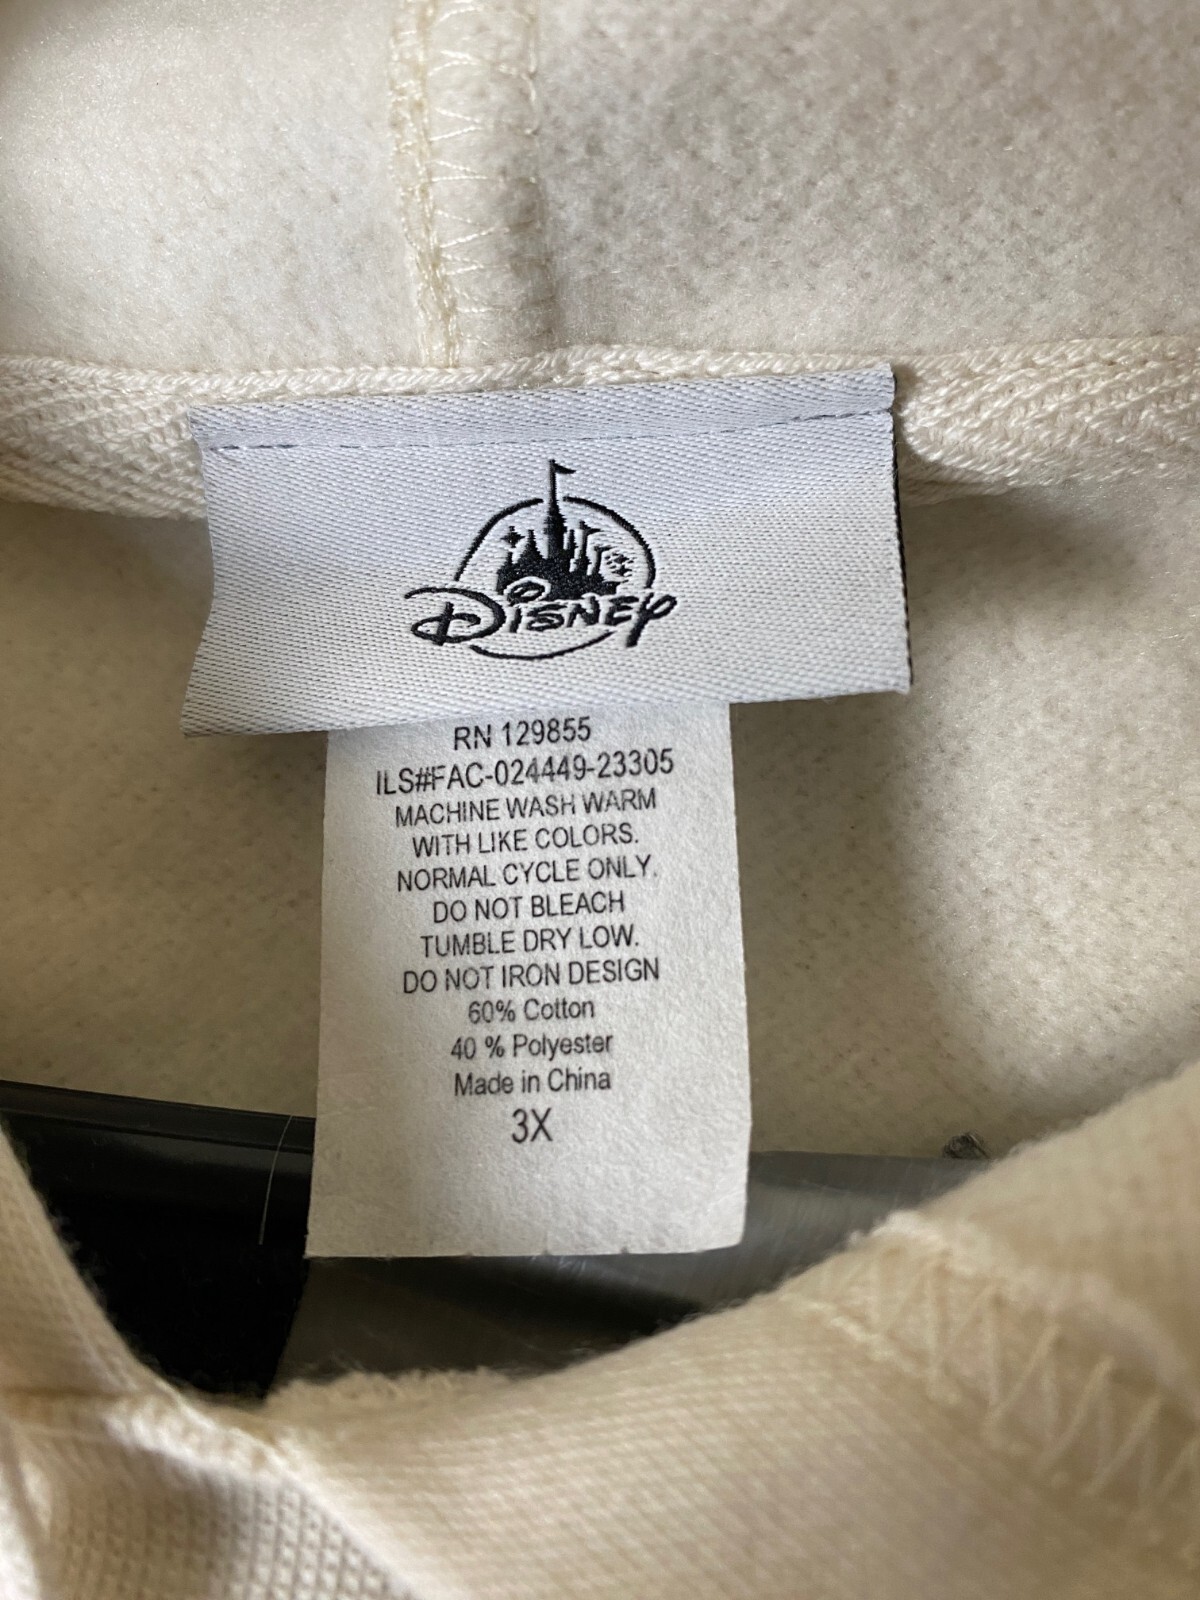 Disney
RN 129855
ILS#FAC-024449-23305
MACHINE WASH WARM
WITH LIKE COLORS.
NORMAL CYCLE ONLY.
DO NOT BLEACH
TUMBLE DRY LOW.
DO NOT IRON DESIGN
60% Cotton
40 % Polyester
Made in China
3X